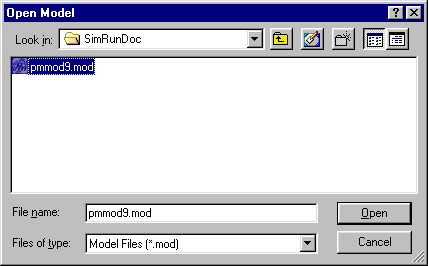 Open Model
Look in: SimRunDoc
pmmod9.mod
File name: pmmod9.mod Open
Files of type: Model Files (*.mod) Cancel